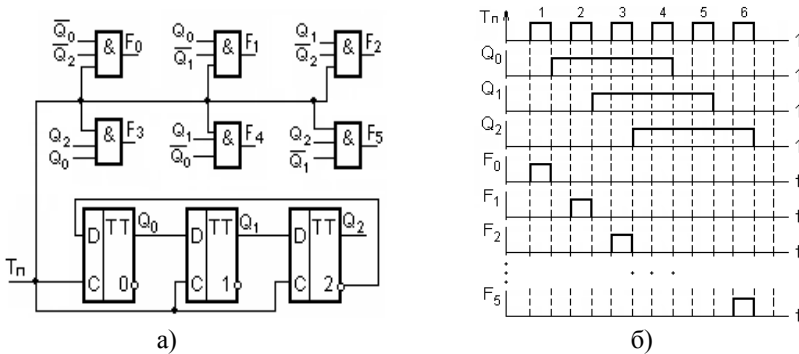 Q̅0 Q̅2 & F0
Q0 Q̅1 & F1
Q1 Q̅2 & F2
Q2 Q0 & F3
Q1 Q̅0 & F4
Q2 Q̅1 & F5
Tп
D TT Q0
C 0
D TT Q1
C 1
D TT Q2
C 2
а)
Tп 1 2 3 4 5 6 t
Q0 t
Q1 t
Q2 t
F0 t
F1 t
F2 t
F5 t
б)